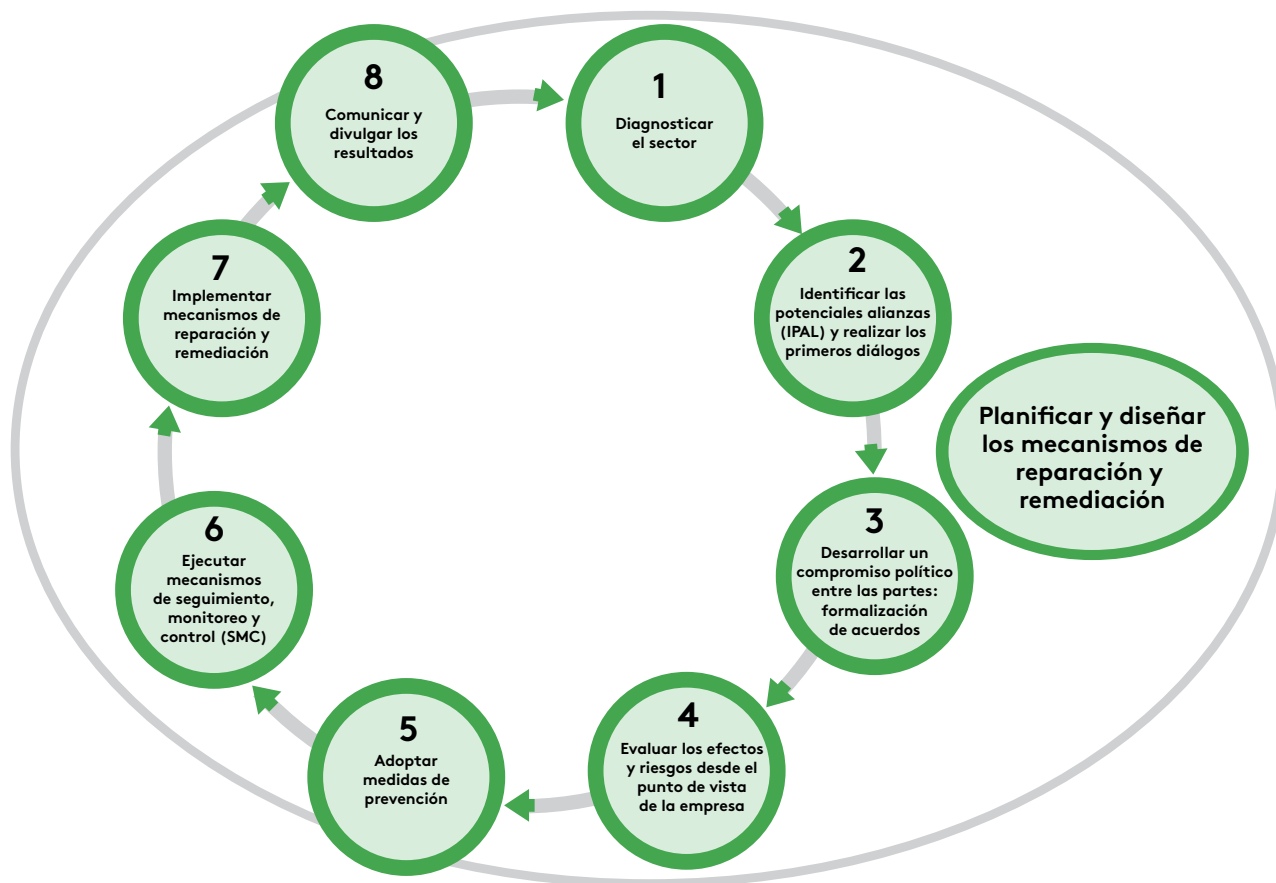 1
Diagnosticar
el sector
2
Identificar las
potenciales alianzas
(IPAL) y realizar los
primeros diálogos
3
Desarrollar un
compromiso político
entre las partes:
formalización
de acuerdos
4
Evaluar los efectos
y riesgos desde el
punto de vista
de la empresa
5
Adoptar
medidas de
prevención
6
Ejecutar
mecanismos
de seguimiento,
monitoreo y
control (SMC)
7
Implementar
mecanismos de
reparación y
remediación
8
Comunicar y
divulgar los
resultados
Planificar y diseñar
los mecanismos de
reparación y
remediación